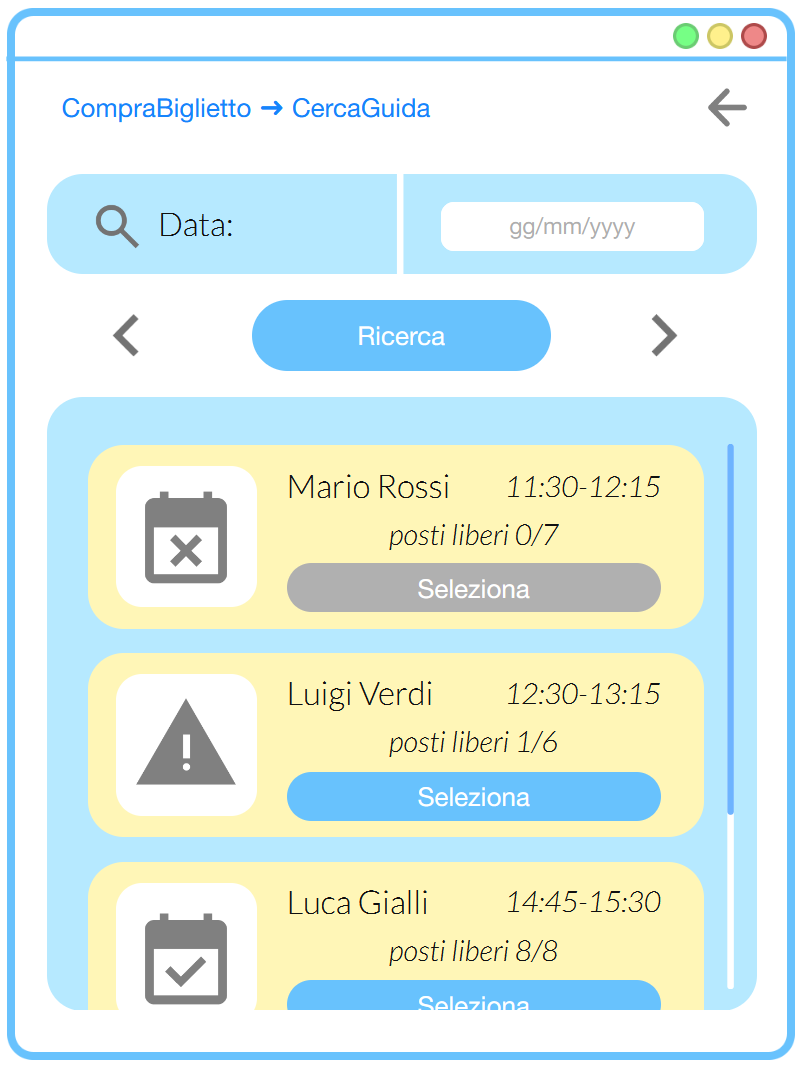 CompraBiglietto ➔ CercaGuida
Data:
gg/mm/yyyy
Ricerca
Mario Rossi
11:30-12:15
posti liberi 0/7
Seleziona
Luigi Verdi
12:30-13:15
posti liberi 1/6
Seleziona
Luca Gialli
14:45-15:30
posti liberi 8/8
Seleziona